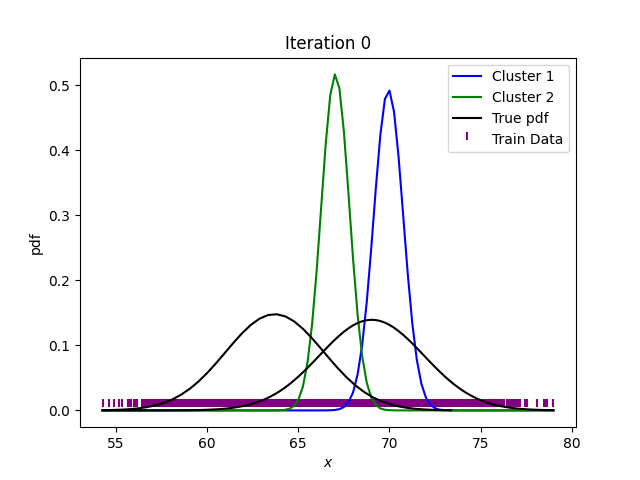 Iteration 0
Cluster 1
Cluster 2
True pdf
Train Data
pdf
0.5
0.4
0.3
0.2
0.1
0.0
55 60 65 70 75 80
x